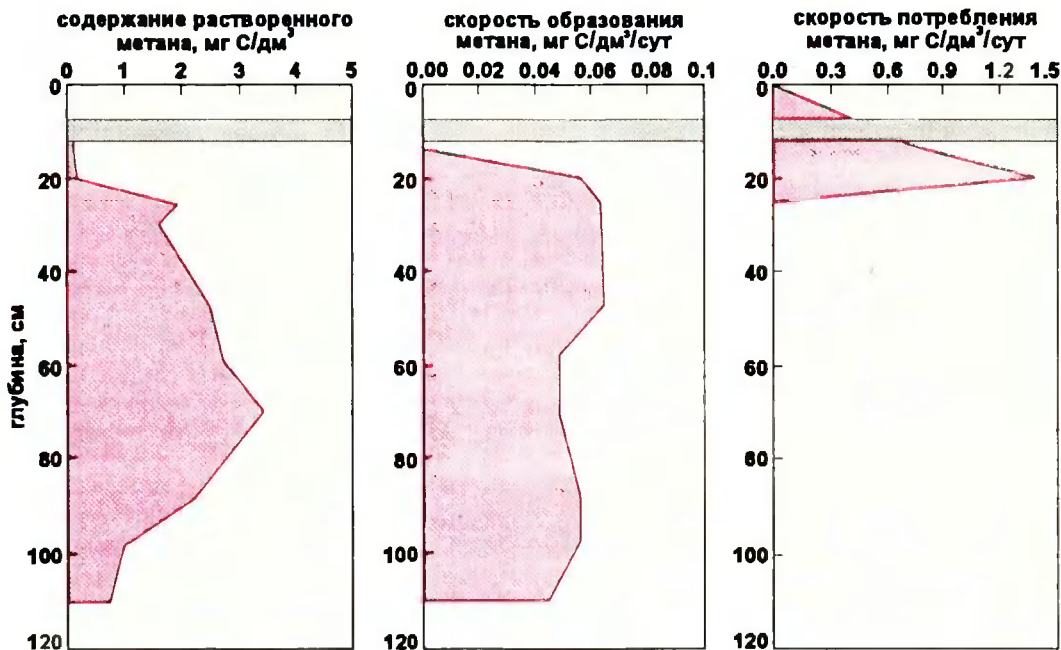 содержание растворенного
метана, мг С/дм³
0 1 2 3 4 5
0
20
40
60
80
100
120
глубина, см
скорость образования
метана, мг С/дм³/сут
0.00 0.02 0.04 0.06 0.08 0.1
0
20
40
60
80
100
120
скорость потребления
метана, мг С/дм³/сут
0.0 0.3 0.6 0.9 1.2 1.5
0
20
40
60
80
100
120